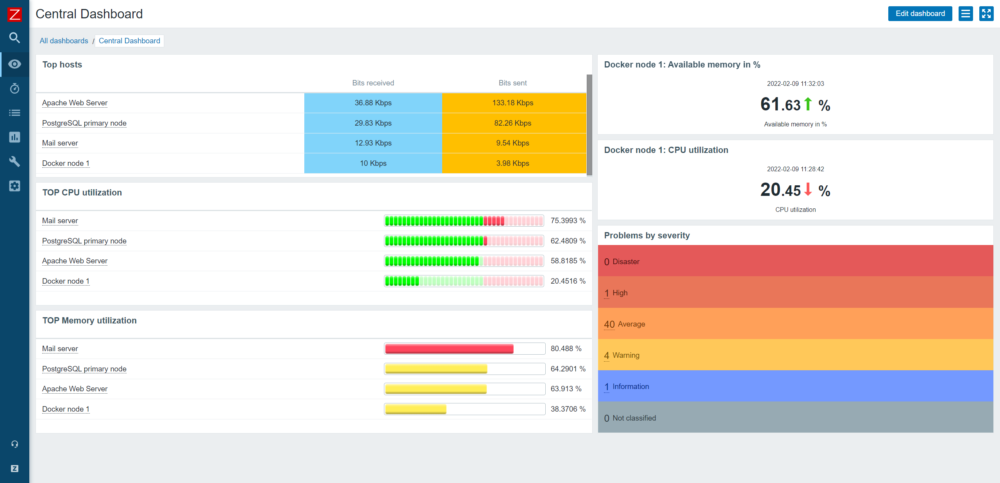 Z
Central Dashboard
Edit dashboard
All dashboards / Central Dashboard
Top hosts
Bits received Bits sent
Apache Web Server 36.88 Kbps 133.18 Kbps
PostgreSQL primary node 29.83 Kbps 82.26 Kbps
Mail server 12.93 Kbps 9.54 Kbps
Docker node 1 10 Kbps 3.98 Kbps
TOP CPU utilization
Mail server 75.3993 %
PostgreSQL primary node 62.4809 %
Apache Web Server 58.8185 %
Docker node 1 20.4516 %
TOP Memory utilization
Mail server 80.488 %
PostgreSQL primary node 64.2901 %
Apache Web Server 63.913 %
Docker node 1 38.3706 %
Docker node 1: Available memory in %
2022-02-09 11:32:03
61.63 %
Available memory in %
Docker node 1: CPU utilization
2022-02-09 11:28:42
20.45 %
CPU utilization
Problems by severity
0 Disaster
1 High
40 Average
4 Warning
1 Information
0 Not classified
Z